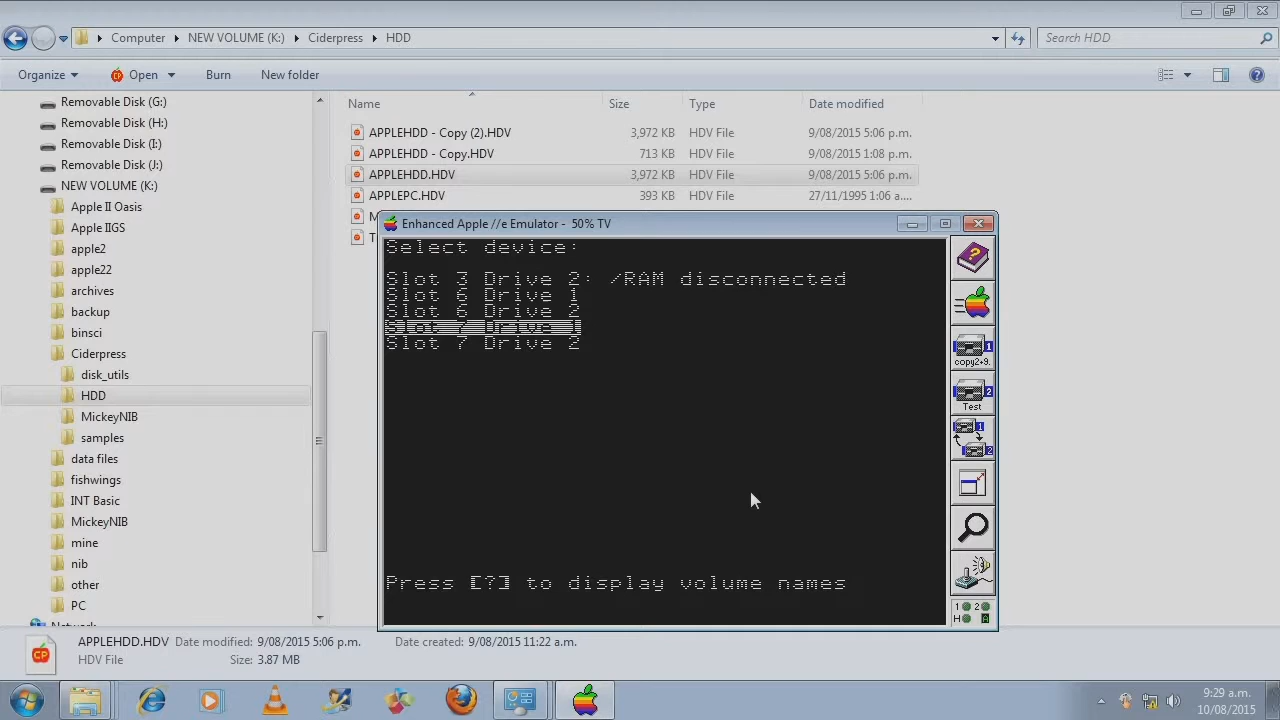 Computer
NEW VOLUME (K:)
Ciderpress
HDD
Search HDD
Organize
Open
Burn
New folder
Name
Size
Type
Date modified
APPLEHDD - Copy (2).HDV 3,972 KB HDV File 9/08/2015 5:06 p.m.
APPLEHDD - Copy.HDV 713 KB HDV File 9/08/2015 1:08 p.m.
APPLEHDD.HDV 3,972 KB HDV File 9/08/2015 5:06 p.m.
APPLEPC.HDV 393 KB HDV File 27/11/1995 1:06 a....
M
T
Removable Disk (G:)
Removable Disk (H:)
Removable Disk (I:)
Removable Disk (J:)
NEW VOLUME (K:)
Apple II Oasis
Apple IIGS
apple2
apple22
archives
backup
binsci
Ciderpress
disk_utils
HDD
MickeyNIB
samples
data files
fishwings
INT Basic
MickeyNIB
mine
nib
other
PC
Network
Enhanced Apple //e Emulator - 50% TV
Select device:
Slot 3 Drive 2: /RAM disconnected
Slot 6 Drive 1
Slot 6 Drive 2
Slot 7 Drive 1
Slot 7 Drive 2
Press [?] to display volume names
1
copy2+9.
2
Test
1
2
1 2
H A
APPLEHDD.HDV Date modified: 9/08/2015 5:06 p.m. Date created: 9/08/2015 11:22 a.m.
HDV File Size: 3.87 MB
CP
9:29 a.m.
10/08/2015